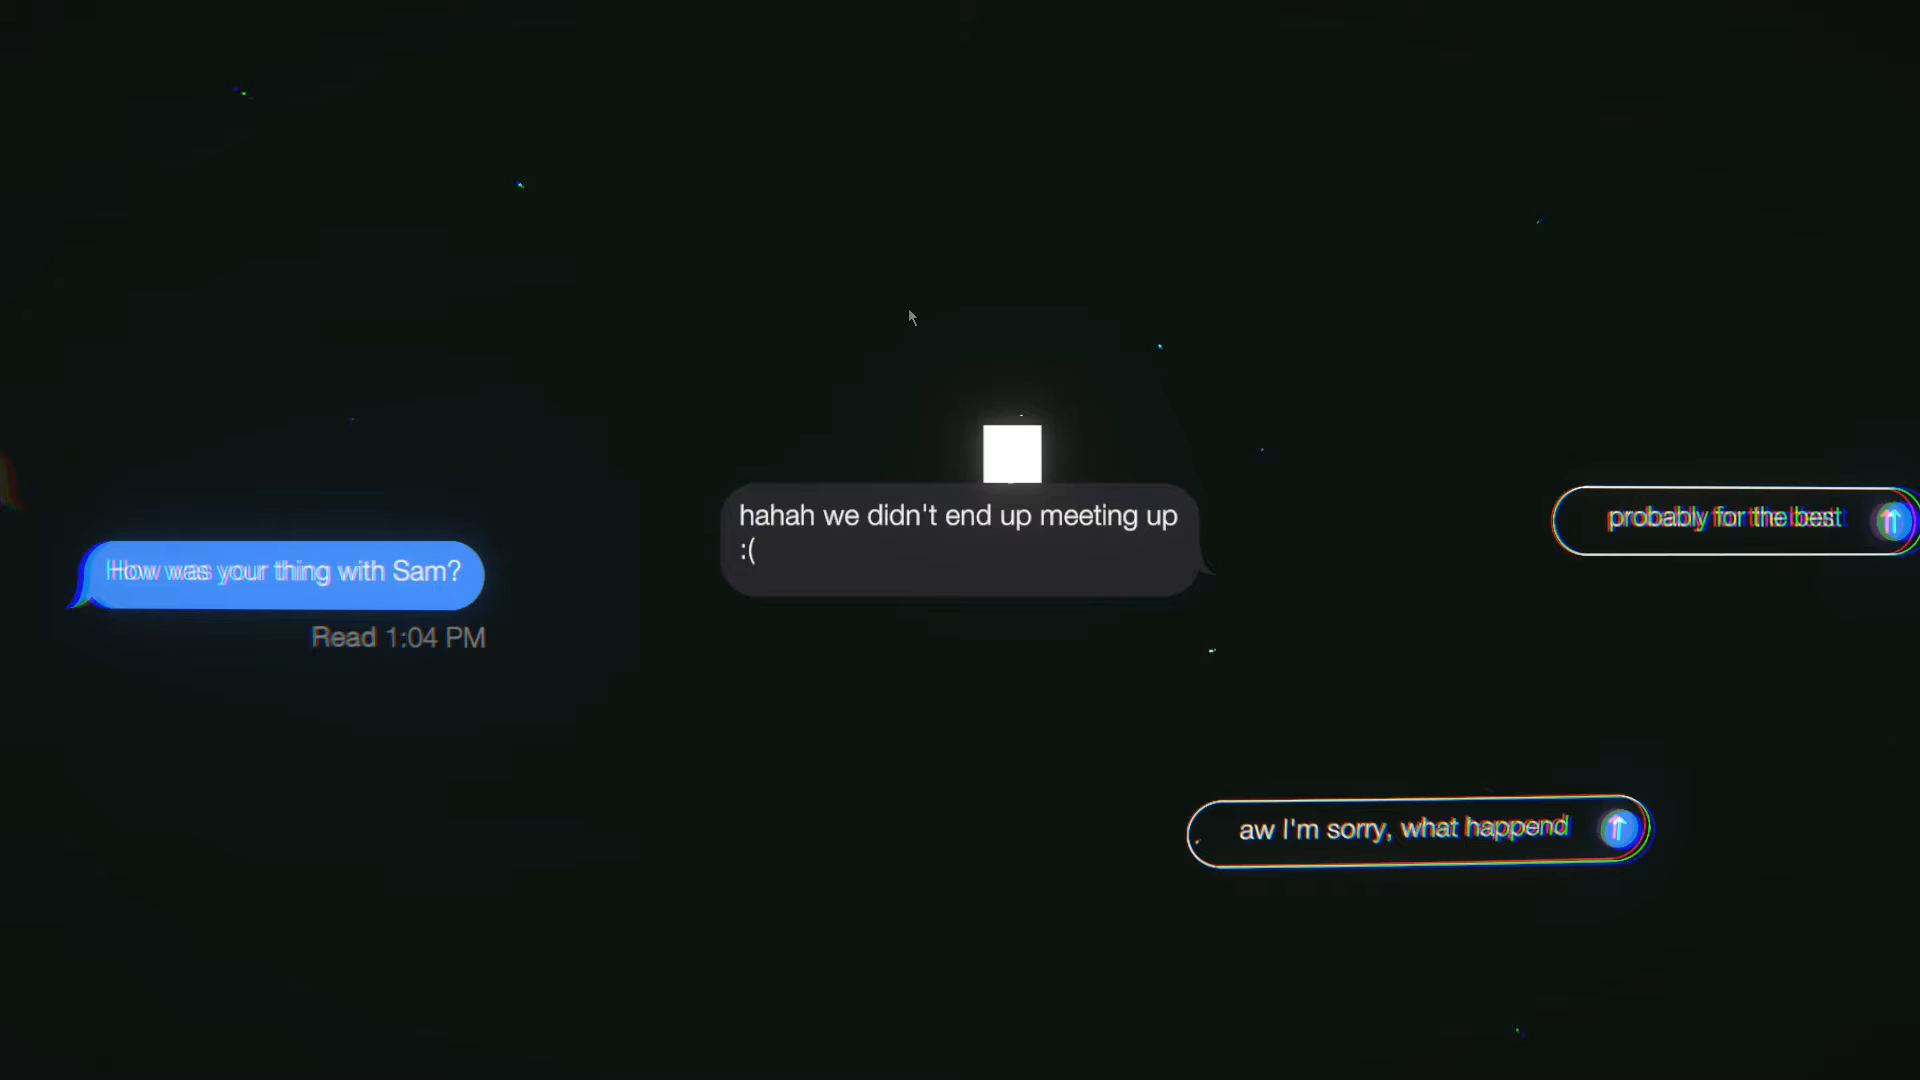 How was your thing with Sam?
Read 1:04 PM
hahah we didn't end up meeting up
:(
probably for the best
aw I'm sorry, what happend